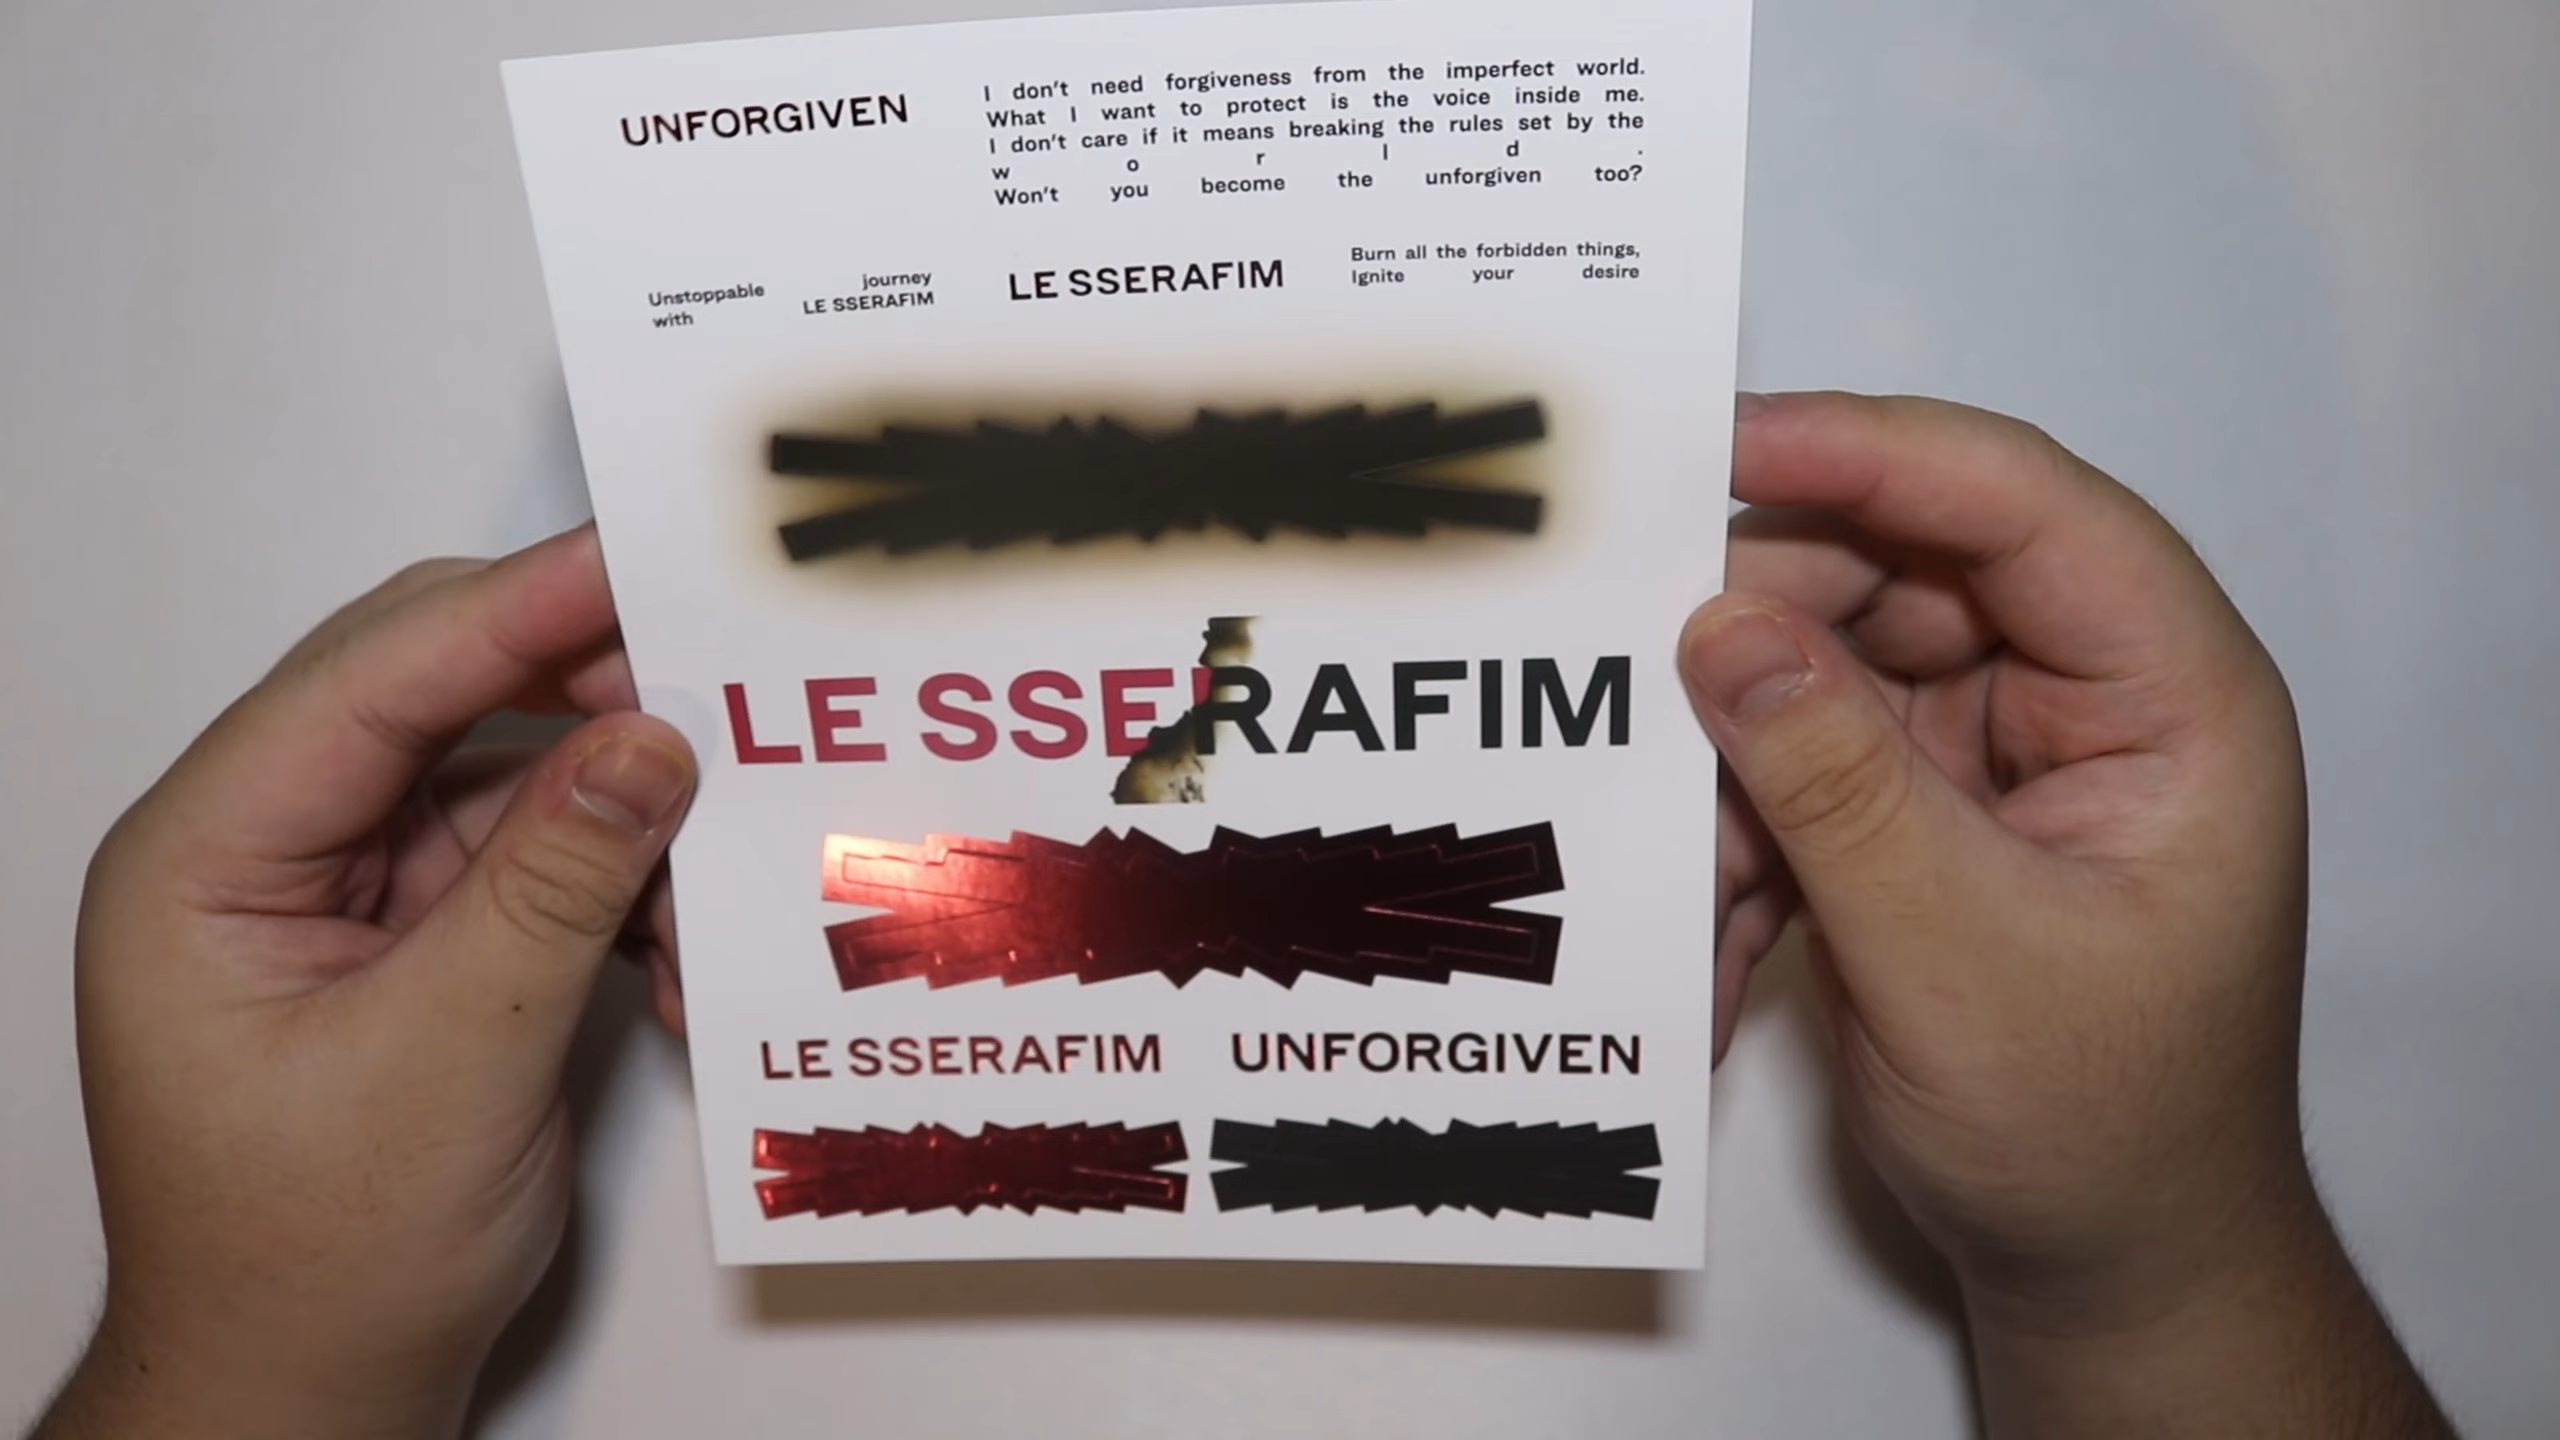 UNFORGIVEN
I don't need forgiveness from the imperfect world.
What I want to protect is the voice inside me.
I don't care if it means breaking the rules set by the
w o r l d .
Won't you become the unforgiven too?
Unstoppable journey
with LE SSERAFIM
LE SSERAFIM
Burn all the forbidden things,
Ignite your desire
LE SSERAFIM
LE SSERAFIM
UNFORGIVEN